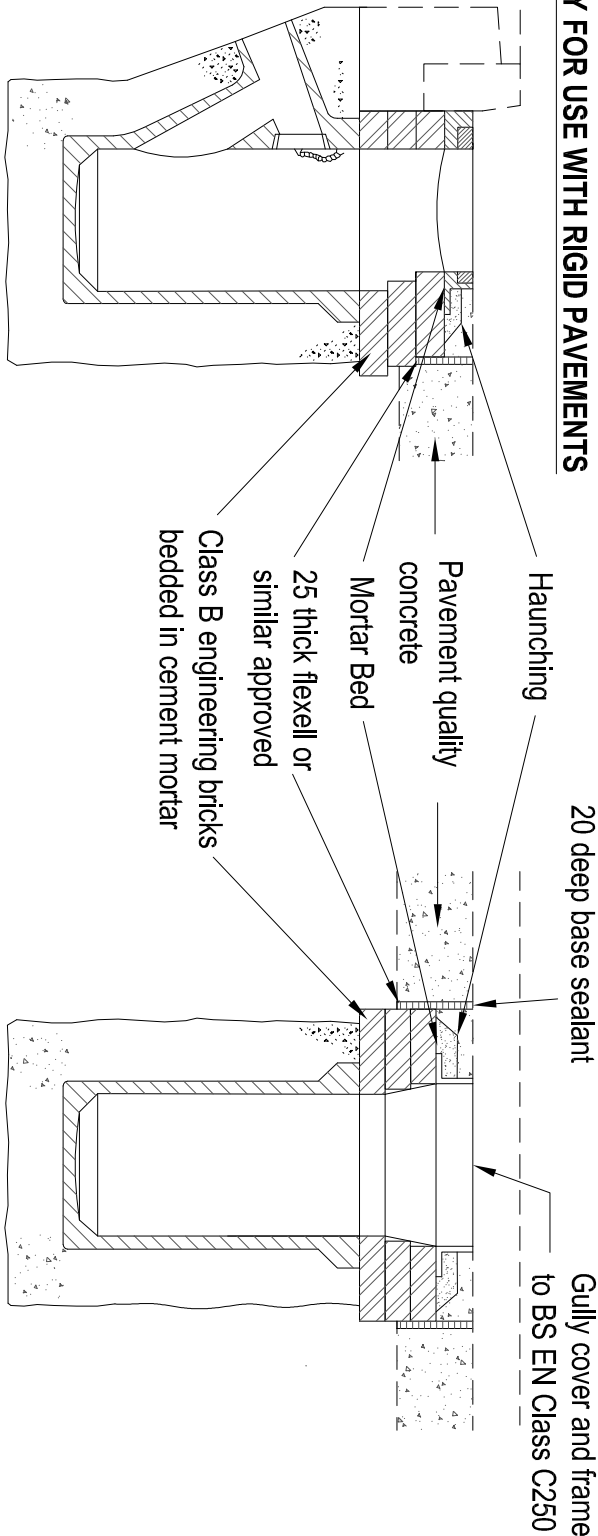 Y FOR USE WITH RIGID PAVEMENTS
Haunching
Pavement quality
concrete
Mortar Bed
25 thick flexell or
similar approved
Class B engineering bricks
bedded in cement mortar
20 deep base sealant
Gully cover and frame
to BS EN Class C250